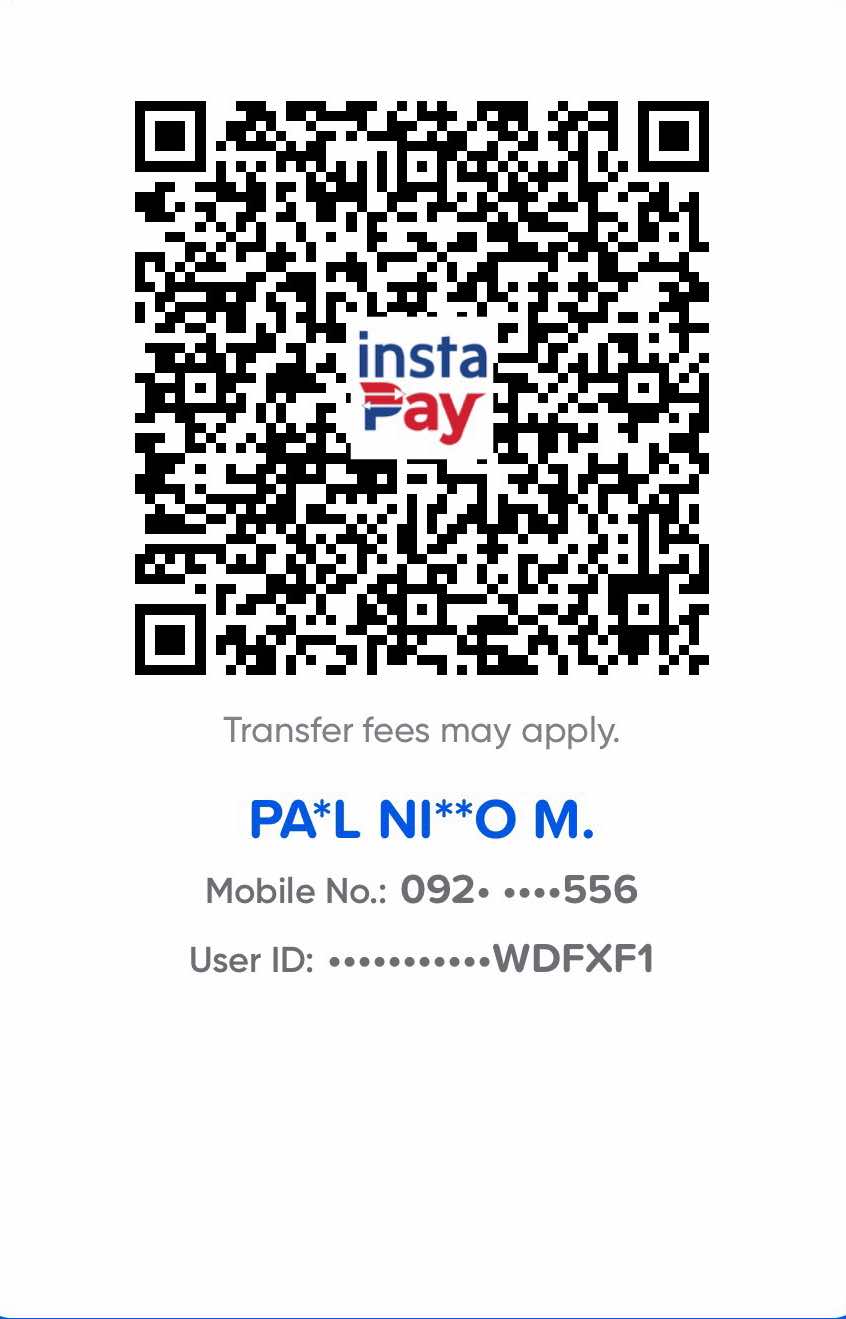 insta
Pay
Transfer fees may apply.
PA*L NI**O M.
Mobile No.: 092• ••••556
User ID: •••••••••••WDFXF1